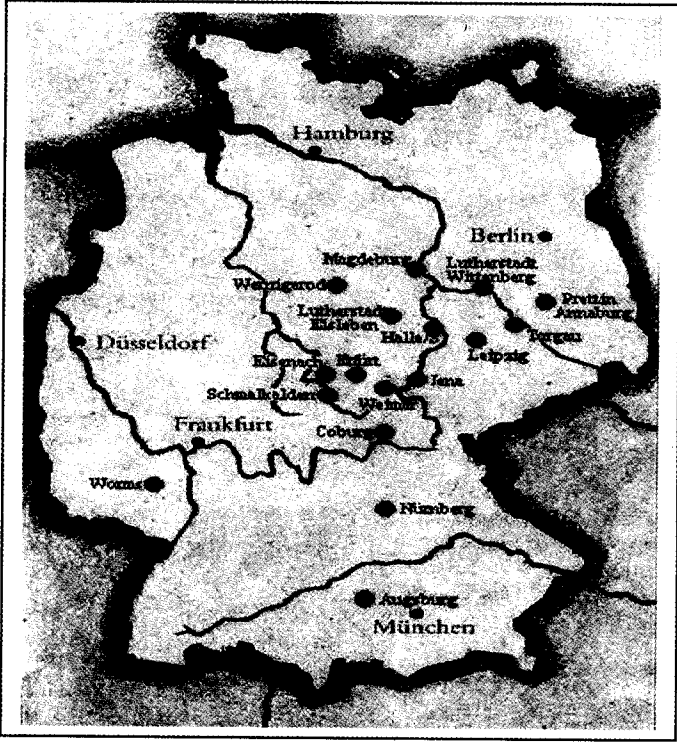 Hamburg
Berlin
Magdeburg
Lutherstadt
Wittenberg
Wernigerode
Prettin
Annaburg
Lutherstadt
Eisleben
Halle/S
Torgau
Düsseldorf
Leipzig
Eisenach
Erfurt
Jena
Schmalkalden
Weimar
Frankfurt
Coburg
Worms
Nürnberg
Augsburg
München